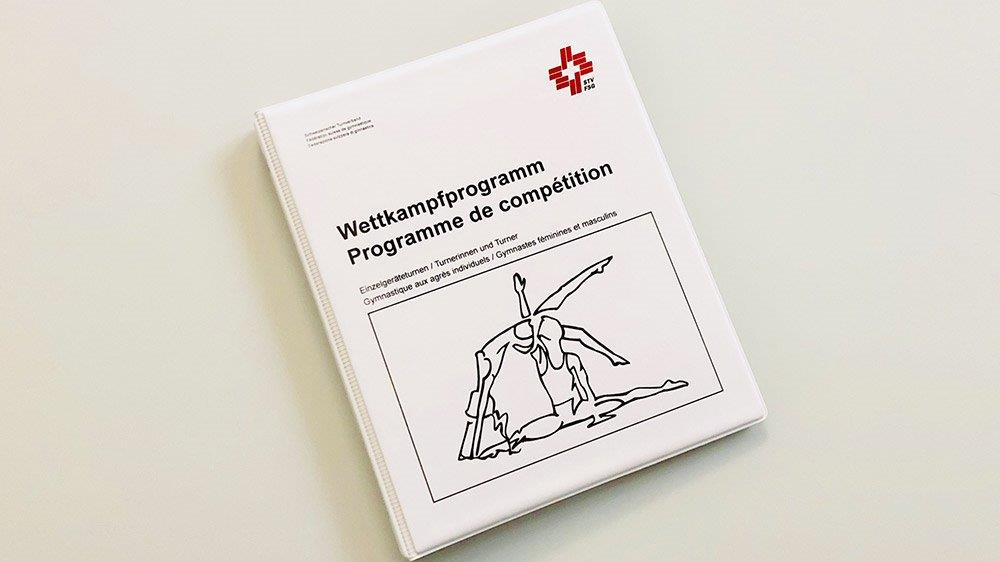 Schweizerischer Turnverband
Fédération suisse de gymnastique
Federazione svizzera di ginnastica
STV
FSG
Wettkampfprogramm
Programme de compétition
Einzelgeräteturnen / Turnerinnen und Turner
Gymnastique aux agrès individuels / Gymnastes féminines et masculins